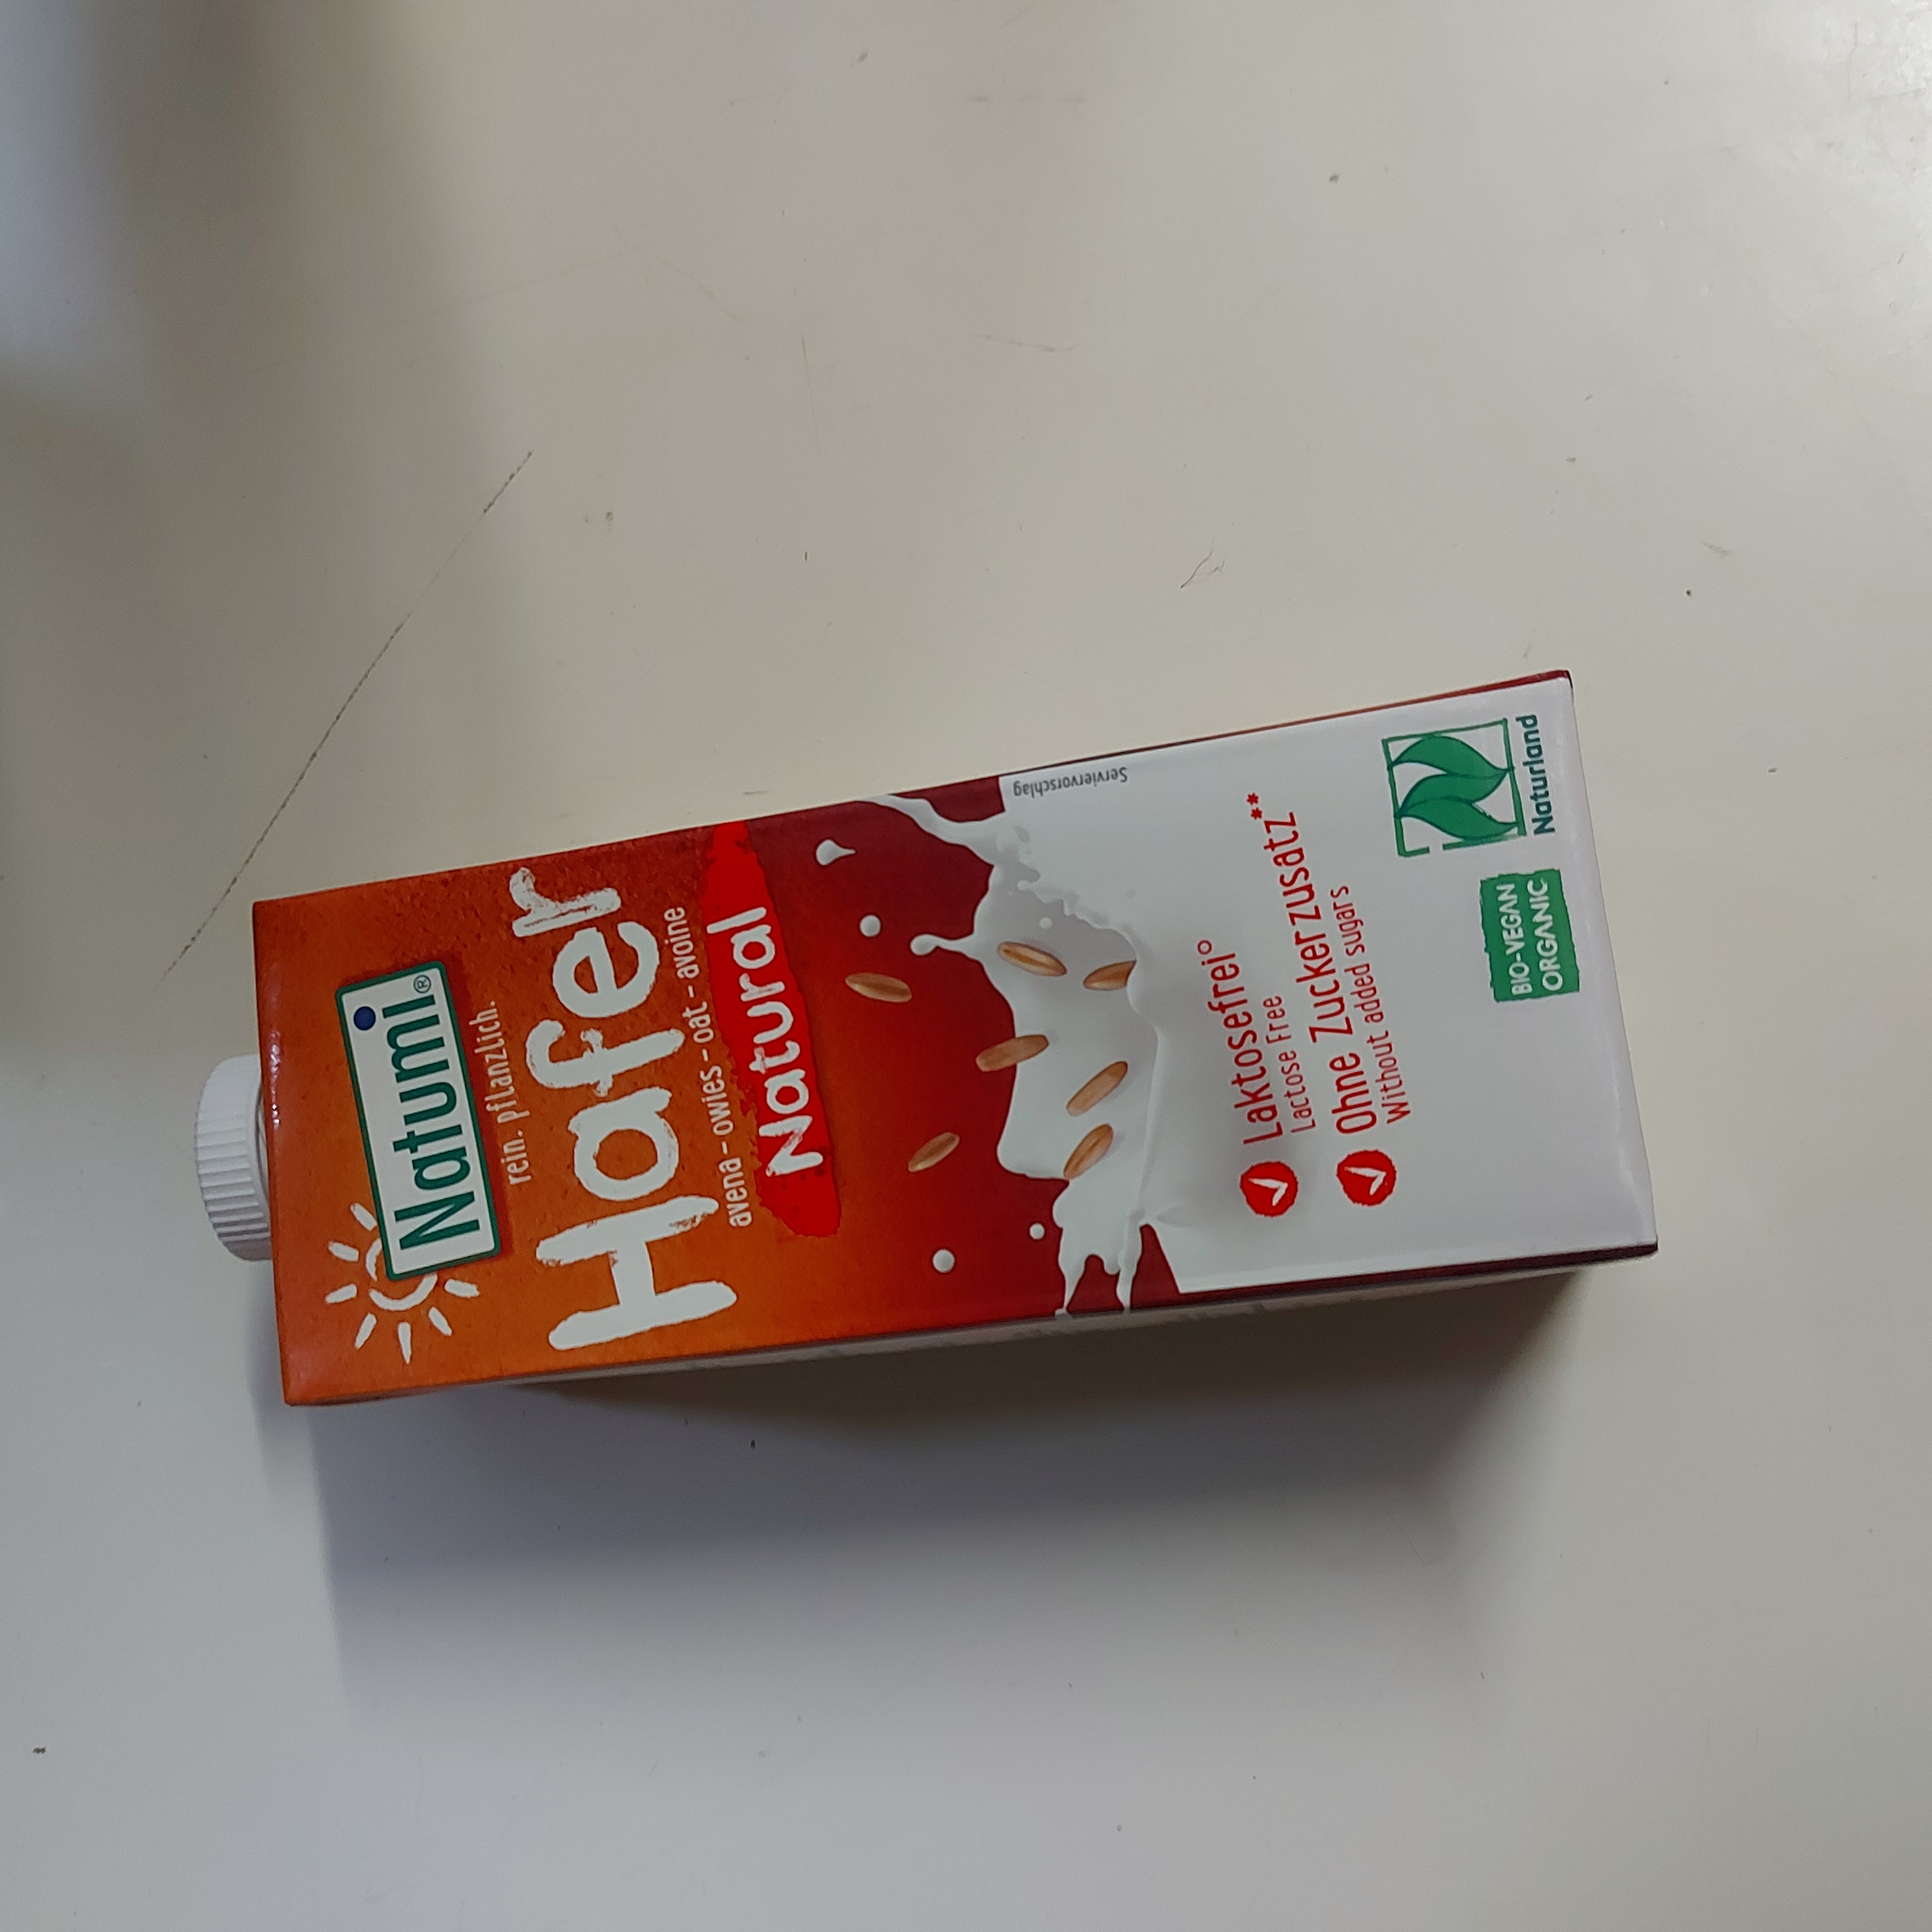 Natumi®
rein. pflanzlich.
Hafer
avena - owies - oat - avoine
Natural
Serviervorschlag
Laktosefrei°
Lactose Free
Ohne Zuckerzusatz**
Without added sugars
BIO-VEGAN
ORGANIC
Naturland